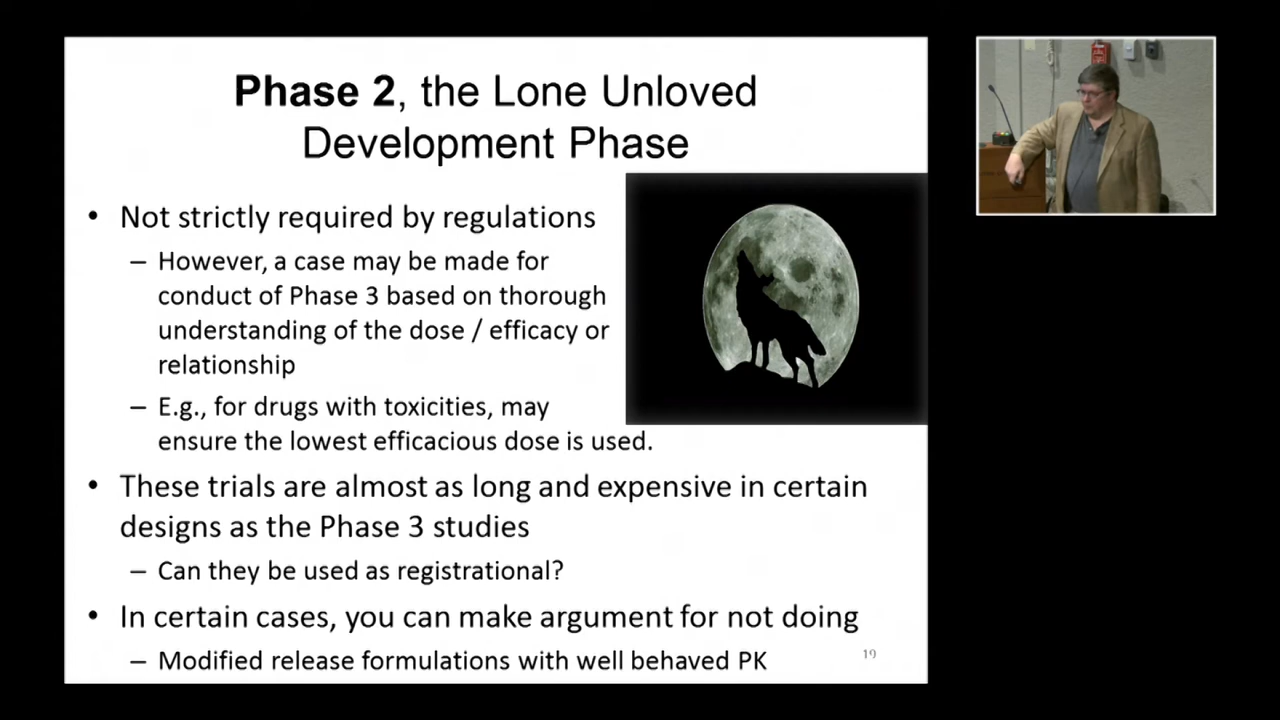 Phase 2, the Lone Unloved
Development Phase
• Not strictly required by regulations
– However, a case may be made for
conduct of Phase 3 based on thorough
understanding of the dose / efficacy or
relationship
– E.g., for drugs with toxicities, may
ensure the lowest efficacious dose is used.
• These trials are almost as long and expensive in certain
designs as the Phase 3 studies
– Can they be used as registrational?
• In certain cases, you can make argument for not doing
– Modified release formulations with well behaved PK
19